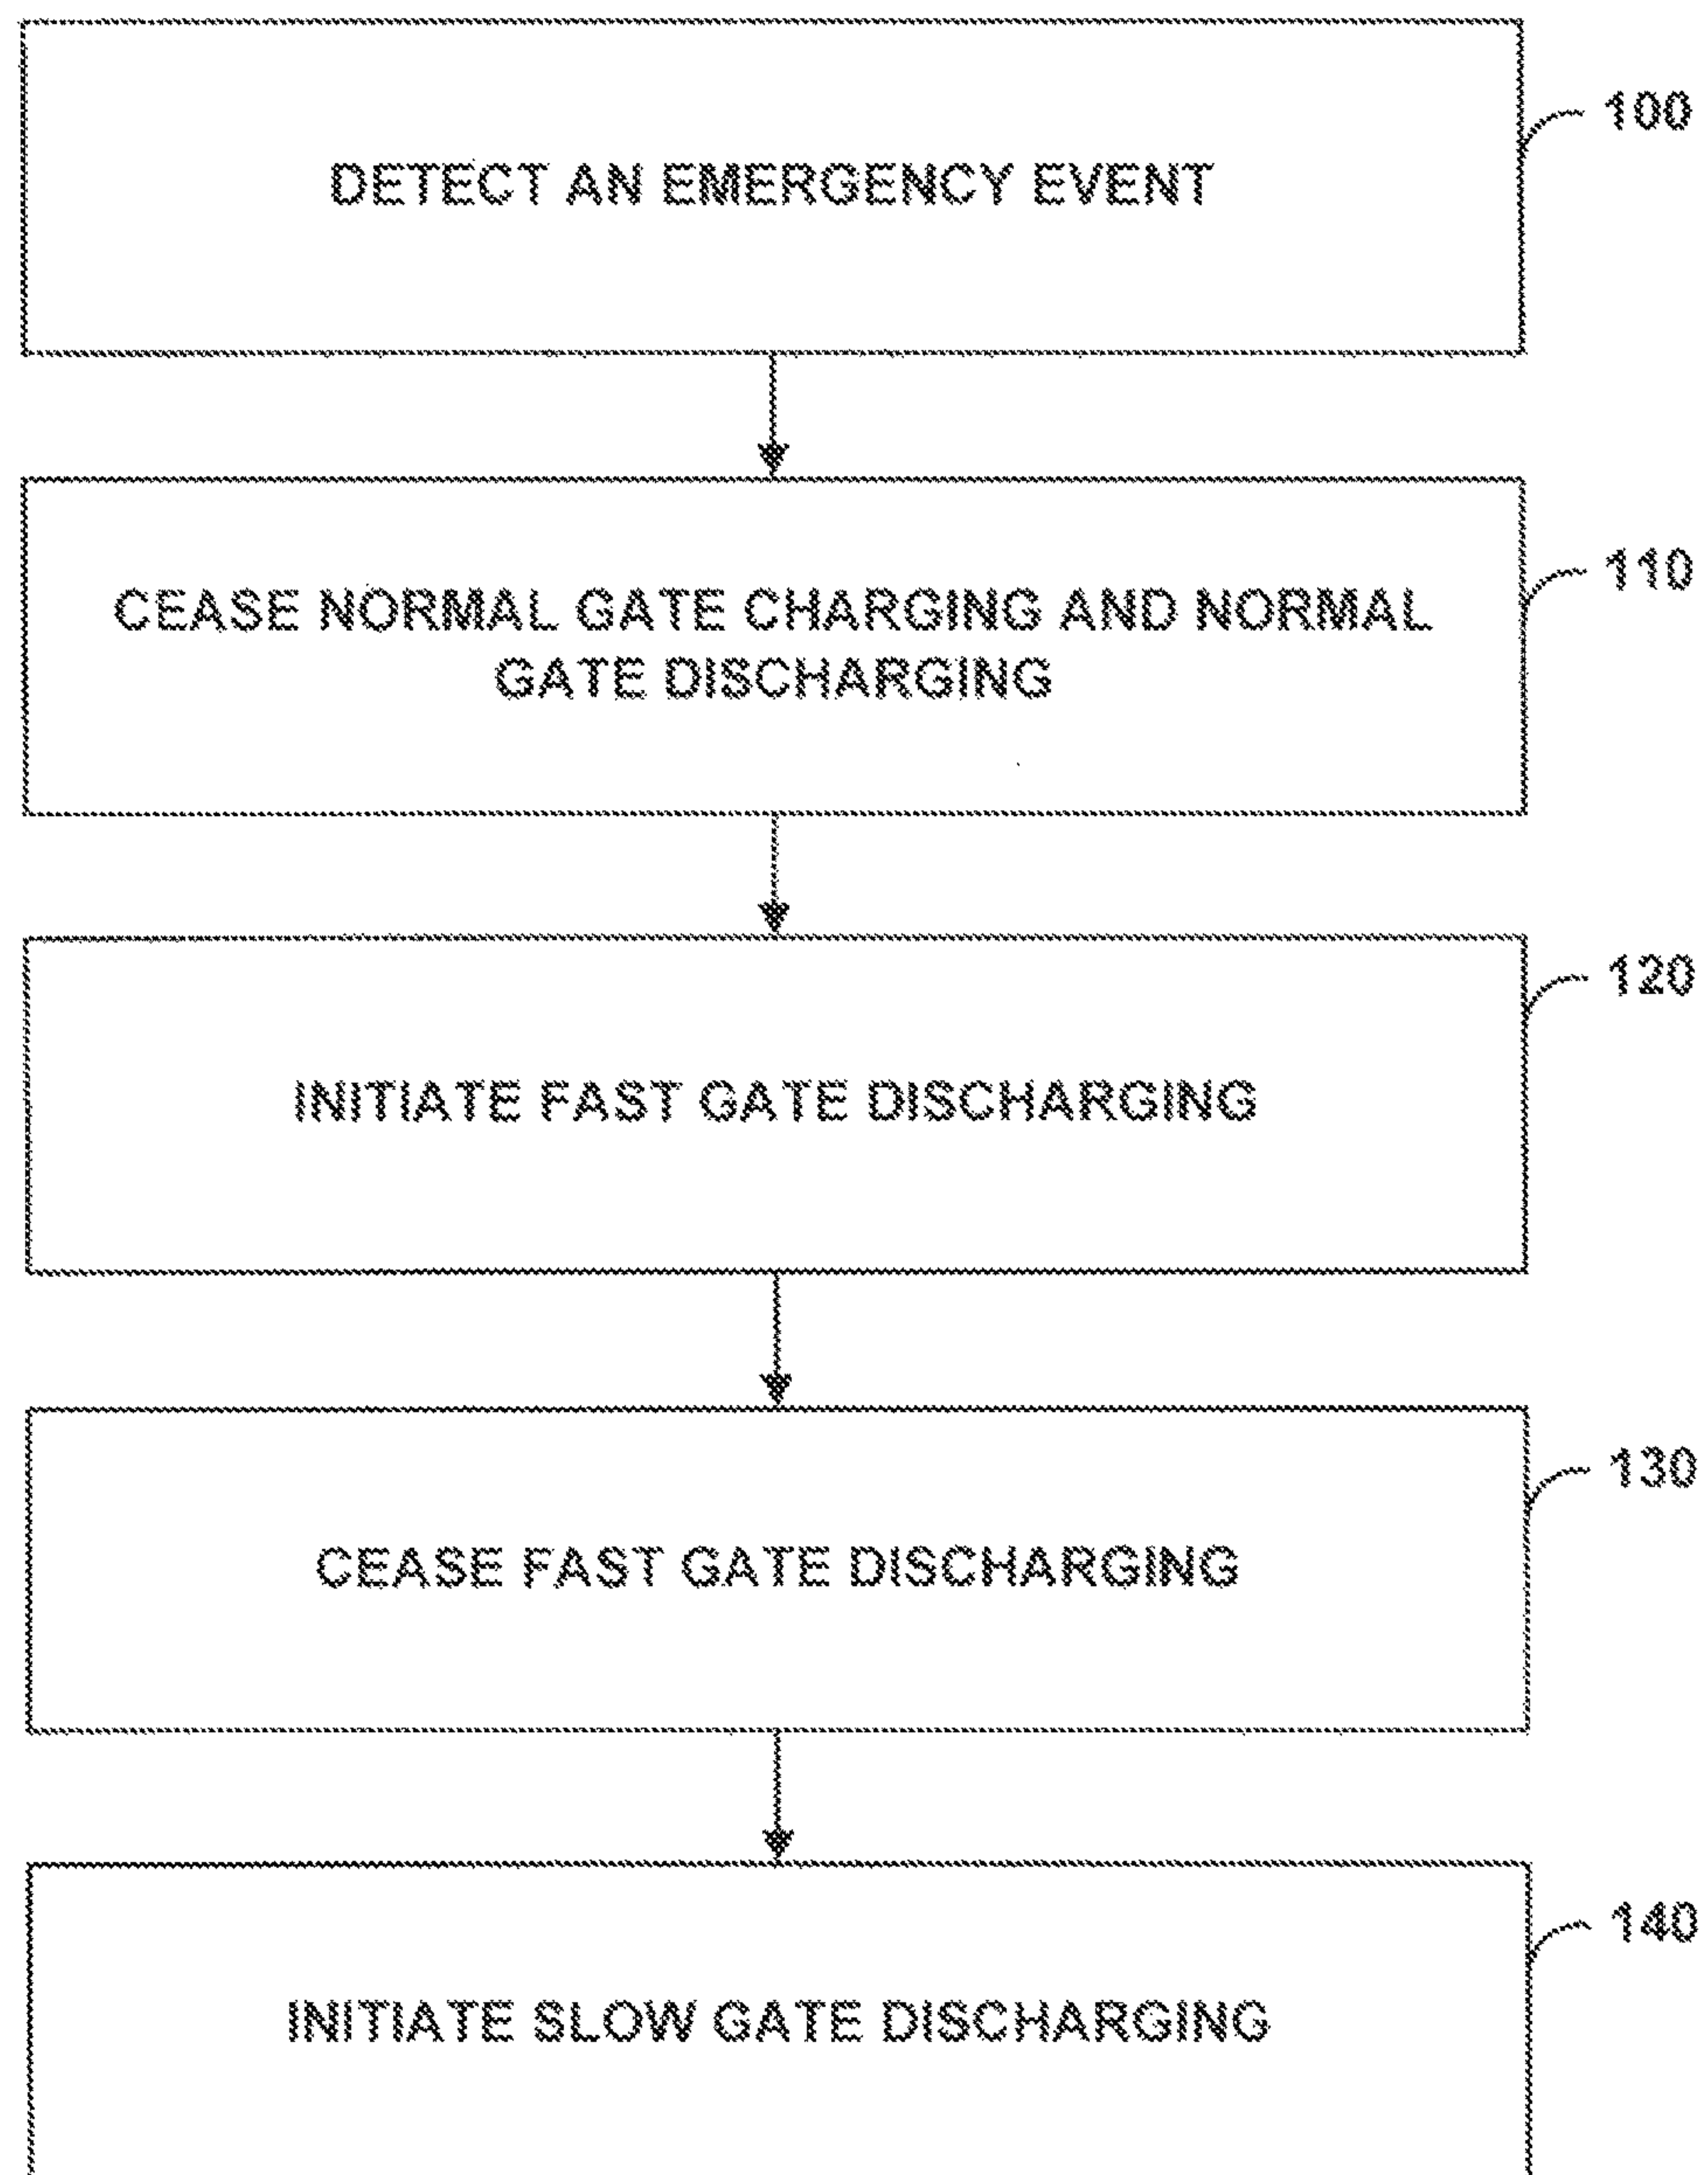 100
DETECT AN EMERGENCY EVENT
110
CEASE NORMAL GATE CHARGING AND NORMAL
GATE DISCHARGING
120
INITIATE FAST GATE DISCHARGING
130
CEASE FAST GATE DISCHARGING
140
INITIATE SLOW GATE DISCHARGING